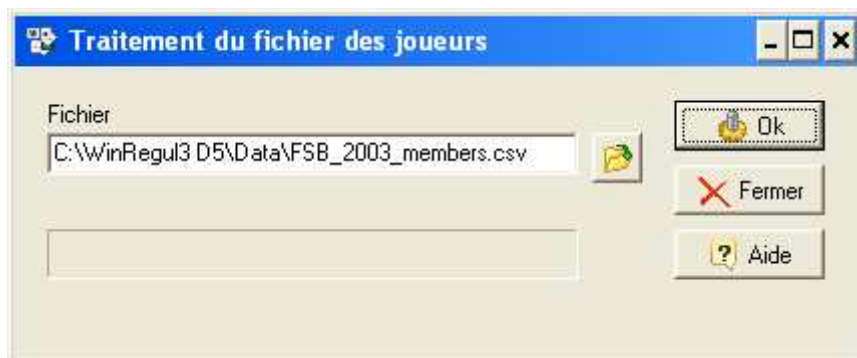 Traitement du fichier des joueurs
Fichier
C:\WinRegul3 D5\Data\FSB_2003_members.csv
Ok
Fermer
Aide